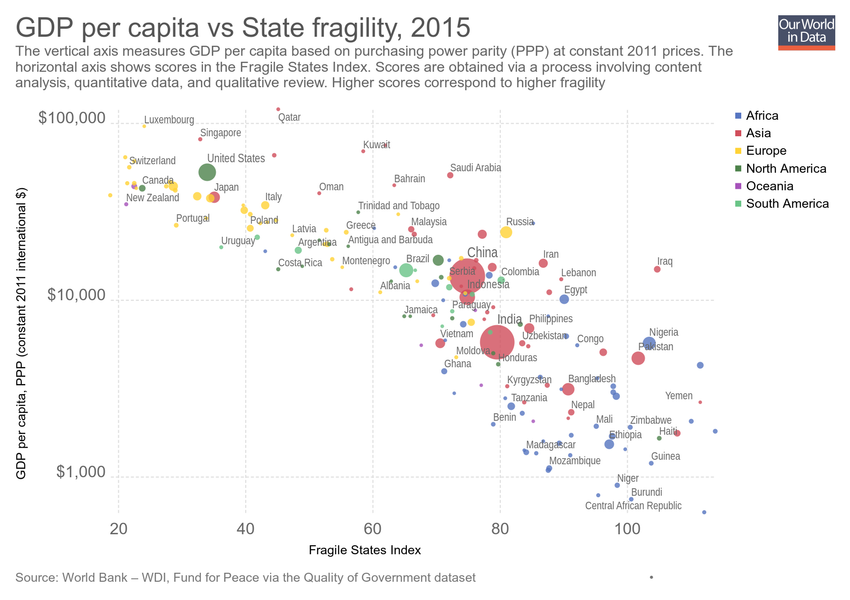 GDP per capita vs State fragility, 2015
Our World
in Data
The vertical axis measures GDP per capita based on purchasing power parity (PPP) at constant 2011 prices. The
horizontal axis shows scores in the Fragile States Index. Scores are obtained via a process involving content
analysis, quantitative data, and qualitative review. Higher scores correspond to higher fragility
GDP per capita, PPP (constant 2011 international $)
$100,000
$10,000
$1,000
Luxembourg
Qatar
Singapore
Kuwait
Switzerland
United States
Saudi Arabia
Canada
Japan
Oman
Bahrain
New Zealand
Italy
Trinidad and Tobago
Portugal
Poland
Latvia
Greece
Malaysia
Russia
Uruguay
Argentina
Antigua and Barbuda
Costa Rica
Montenegro
Brazil
China
Serbia
Colombia
Iran
Lebanon
Iraq
Albania
Indonesia
Egypt
Jamaica
Paraguay
India
Philippines
Vietnam
Uzbekistan
Congo
Nigeria
Moldova
Honduras
Pakistan
Ghana
Kyrgyzstan
Bangladesh
Tanzania
Nepal
Yemen
Benin
Mali
Zimbabwe
Ethiopia
Haiti
Madagascar
Mozambique
Guinea
Niger
Burundi
Central African Republic
20
40
60
80
100
Fragile States Index
Africa
Asia
Europe
North America
Oceania
South America
Source: World Bank – WDI, Fund for Peace via the Quality of Government dataset